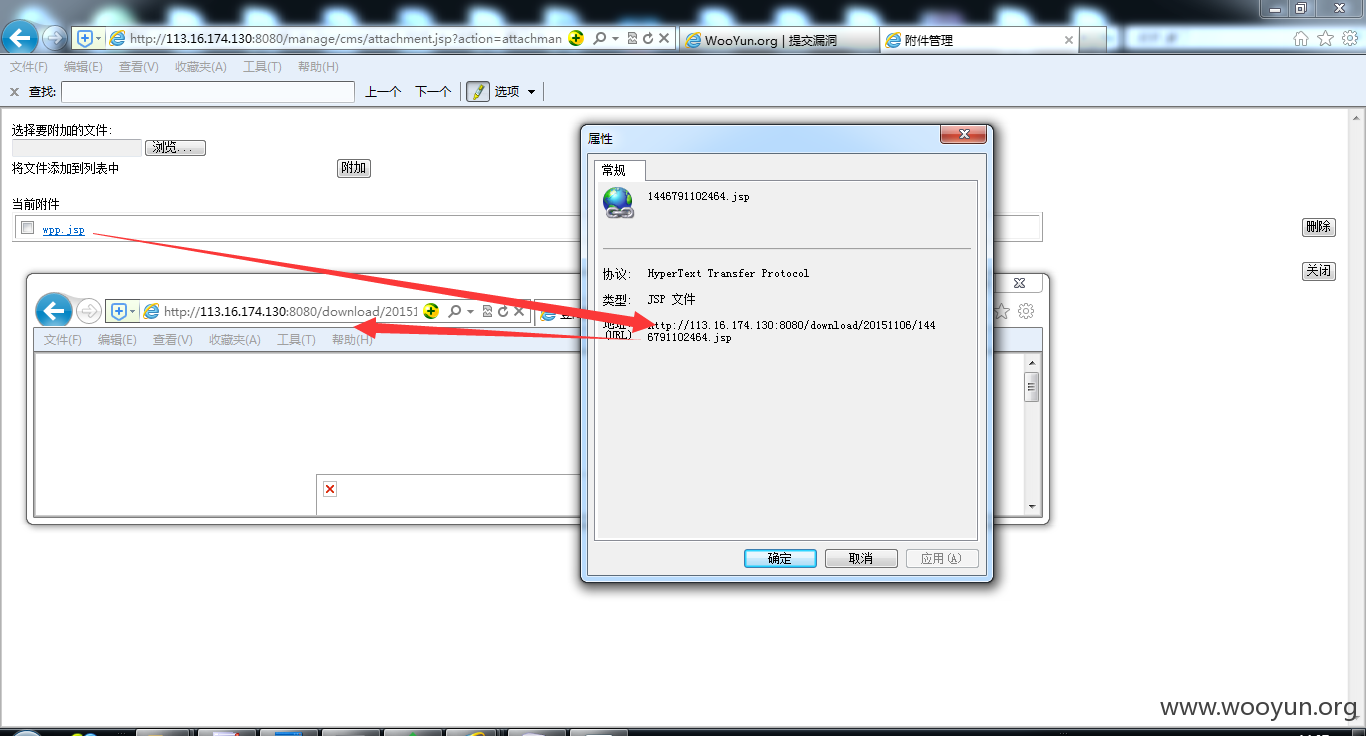 http://113.16.174.130:8080/manage/cms/attachment.jsp?action=attachman
WooYun.org | 提交漏洞
附件管理
文件(F) 编辑(E) 查看(V) 收藏夹(A) 工具(T) 帮助(H)
查找: 上一个 下一个 选项
选择要附加的文件:
浏览...
将文件添加到列表中 附加
当前附件
wpp.jsp
删除
关闭
http://113.16.174.130:8080/download/20151
文件(F) 编辑(E) 查看(V) 收藏夹(A) 工具(T) 帮助(H)
属性
常规
1446791102464.jsp
协议: HyperText Transfer Protocol
类型: JSP 文件
地址: (URL) http://113.16.174.130:8080/download/20151106/144
6791102464.jsp
确定 取消 应用(A)
www.wooyun.org